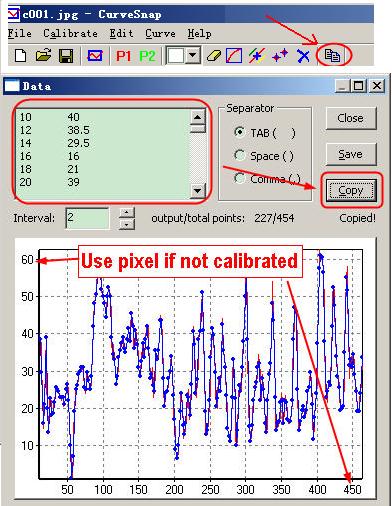 c001.jpg - CurveSnap
File Calibrate Edit Curve Help
P1 P2
Data
10 40
12 38.5
14 29.5
16 16
18 21
20 39
Separator
TAB ( )
Space ( )
Comma (,)
Close
Save
Copy
Interval: 2 output/total points: 227/454 Copied!
Use pixel if not calibrated
60
50
40
30
20
10
50 100 150 200 250 300 350 400 450